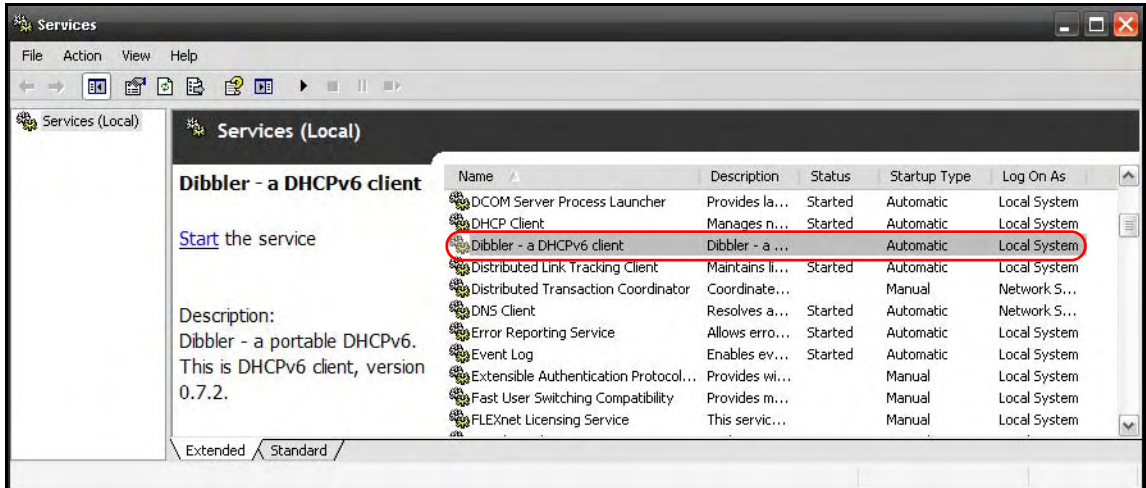 Services
File Action View Help
Services (Local)
Services (Local)
Dibbler - a DHCPv6 client
Start the service
Description:
Dibbler - a portable DHCPv6.
This is DHCPv6 client, version
0.7.2.
Name Description Status Startup Type Log On As
DCOM Server Process Launcher Provides la... Started Automatic Local System
DHCP Client Manages n... Started Automatic Local System
Dibbler - a DHCPv6 client Dibbler - a ... Automatic Local System
Distributed Link Tracking Client Maintains li... Started Automatic Local System
Distributed Transaction Coordinator Coordinate... Manual Network S...
DNS Client Resolves a... Started Automatic Network S...
Error Reporting Service Allows erro... Started Automatic Local System
Event Log Enables ev... Started Automatic Local System
Extensible Authentication Protocol... Provides wi... Manual Local System
Fast User Switching Compatibility Provides m... Manual Local System
FLEXnet Licensing Service This servic... Manual Local System
Extended Standard